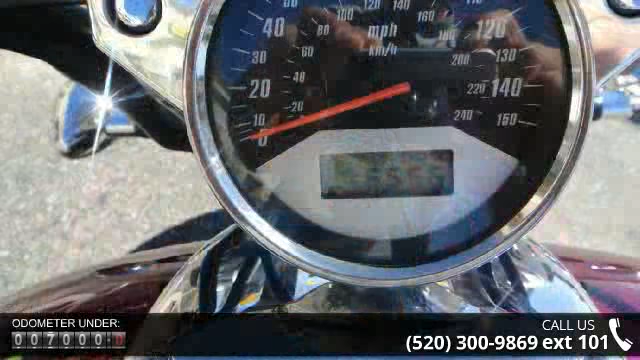 100 120 140
40 80 mph 160 120
30 60 km/h 180 130
20 40 200 140
10 20 220 150
0 240
ODOMETER UNDER: CALL US
007000 (520) 300-9869 ext 101